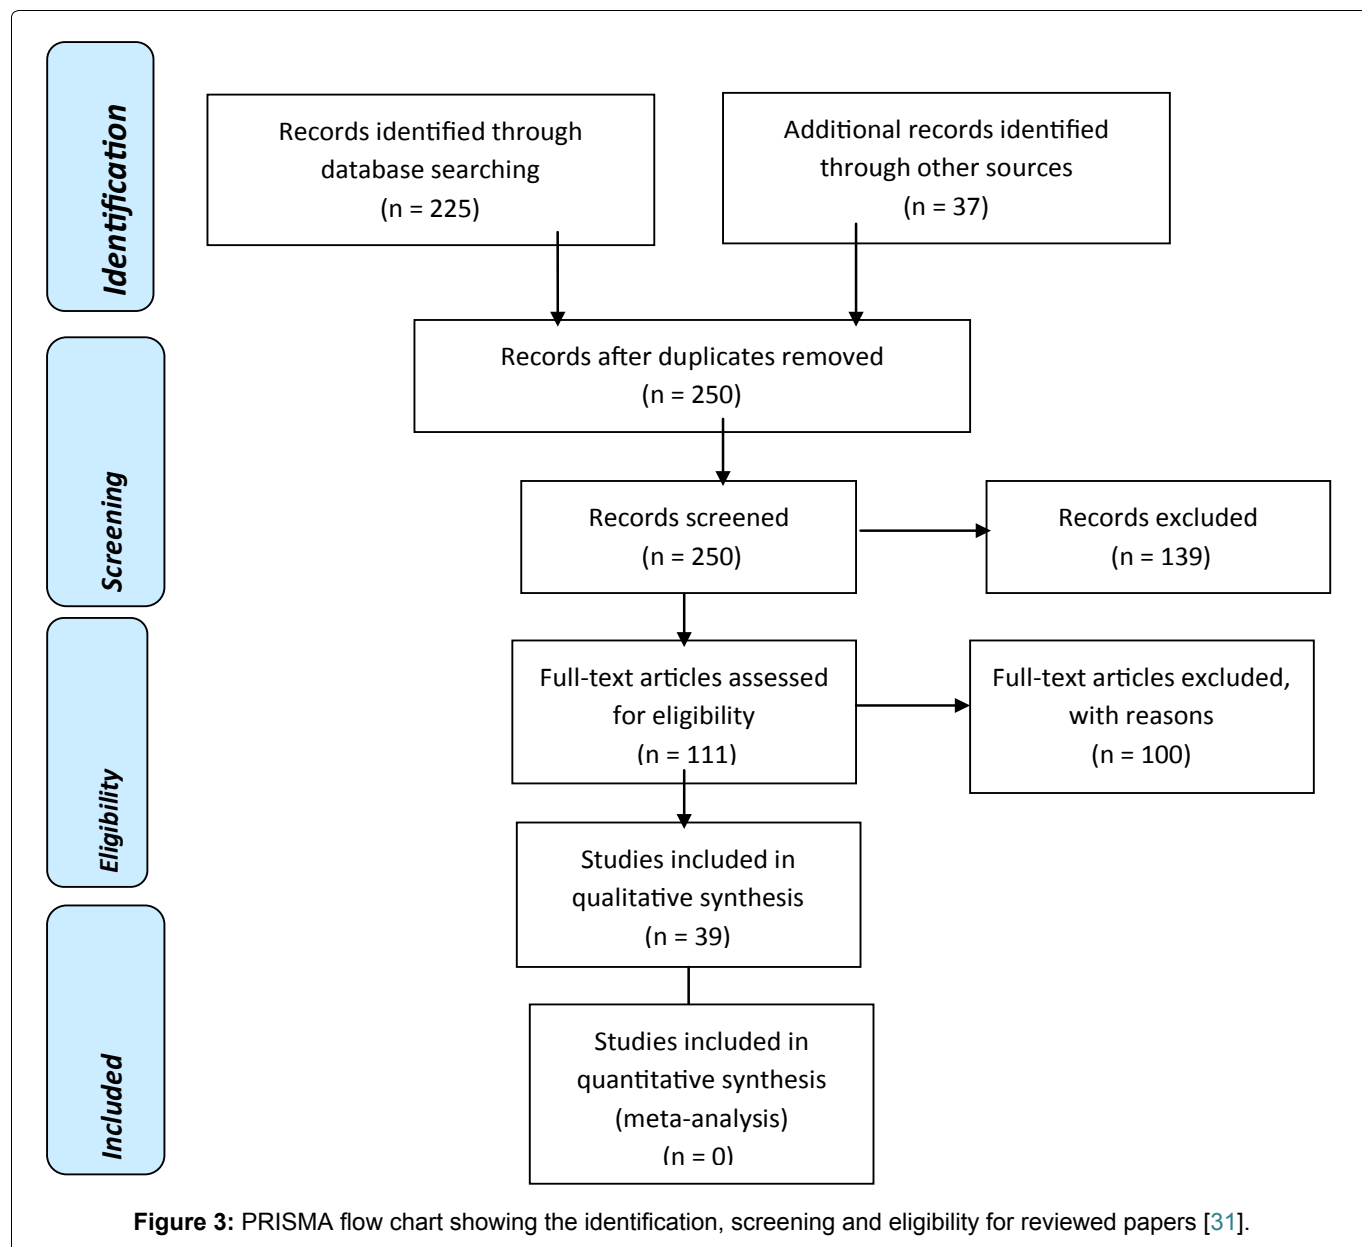 Identification
Records identified through
database searching
(n = 225)
Additional records identified
through other sources
(n = 37)
Records after duplicates removed
(n = 250)
Screening
Records screened
(n = 250)
Records excluded
(n = 139)
Eligibility
Full-text articles assessed
for eligibility
(n = 111)
Full-text articles excluded,
with reasons
(n = 100)
Studies included in
qualitative synthesis
(n = 39)
Included
Studies included in
quantitative synthesis
(meta-analysis)
(n = 0)
Figure 3: PRISMA flow chart showing the identification, screening and eligibility for reviewed papers [31].